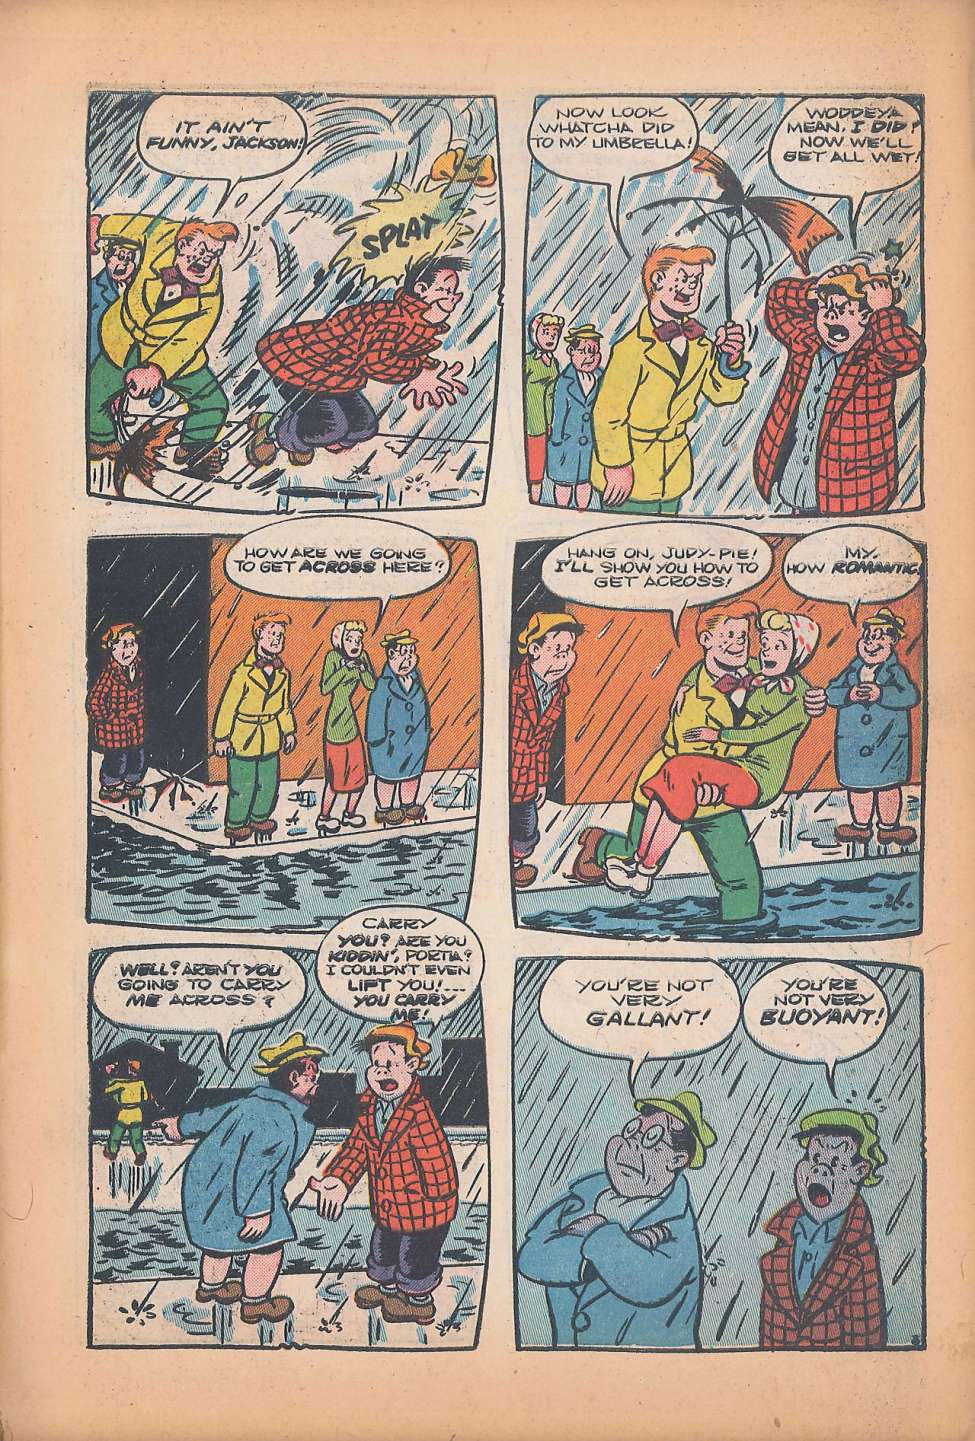 IT AIN'T
FUNNY, JACKSON!
SPLAT
NOW LOOK
WHATCHA DID
TO MY UMBRELLA!
WODDEYA
MEAN, I DID?
NOW WE'LL
GET ALL WET!
HOW ARE WE GOING
TO GET ACROSS HERE?
HANG ON, JUDY-PIE!
I'LL SHOW YOU HOW TO
GET ACROSS!
MY,
HOW ROMANTIC!
WELL? AREN'T YOU
GOING TO CARRY
ME ACROSS?
CARRY
YOU? ARE YOU
KIDDIN', PORTIA?
I COULDN'T EVEN
LIFT YOU!....
YOU CARRY
ME!
YOU'RE NOT
VERY
GALLANT!
YOU'RE
NOT VERY
BUOYANT!